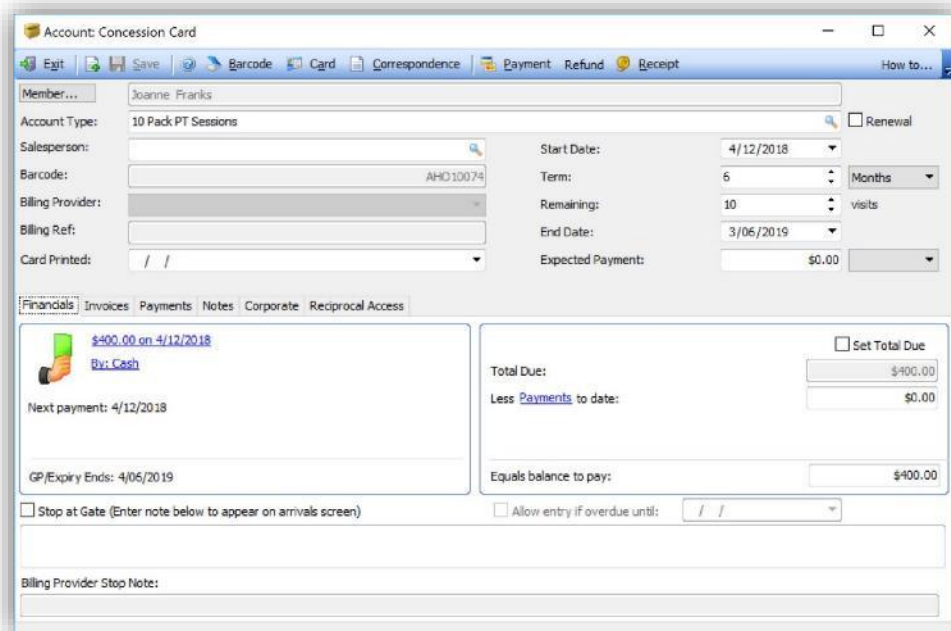 Account: Concession Card
Exit Save Barcode Card Correspondence Payment Refund Receipt How to...
Member... Joanne Franks
Account Type: 10 Pack PT Sessions Renewal
Salesperson: Start Date: 4/12/2018
Barcode: AHO10074 Term: 6 Months
Billing Provider: Remaining: 10 visits
Billing Ref: End Date: 3/06/2019
Card Printed: / / Expected Payment: $0.00
Financials Invoices Payments Notes Corporate Reciprocal Access
$400.00 on 4/12/2018 Set Total Due
By: Cash Total Due: $400.00
Next payment: 4/12/2018 Less Payments to date: $0.00
GP/Expiry Ends: 4/06/2019 Equals balance to pay: $400.00
Stop at Gate (Enter note below to appear on arrivals screen) Allow entry if overdue until: / /
Billing Provider Stop Note: